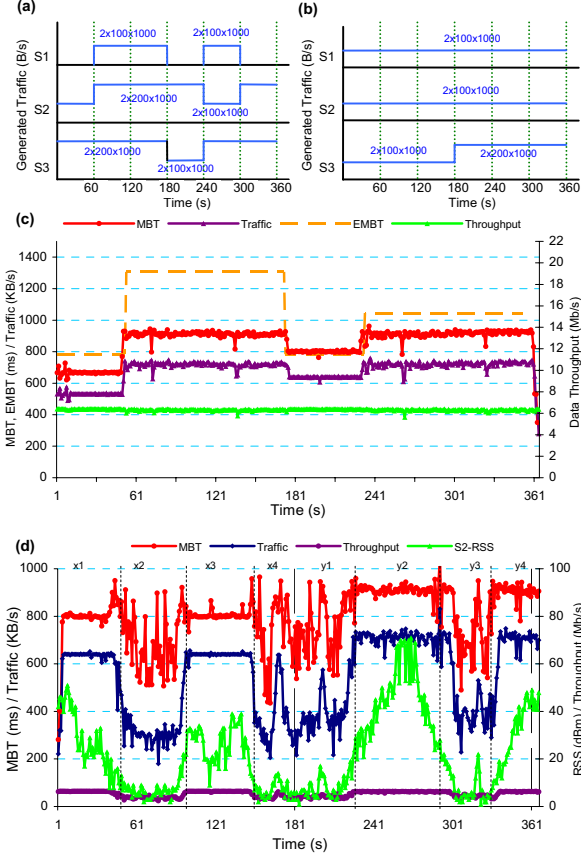 (a)
(b)
Generated Traffic (B/s)
S1
S2
S3
2x100x1000
2x100x1000
2x200x1000
2x100x1000
2x200x1000
2x100x1000
60 120 180 240 300 360
Time (s)
Generated Traffic (B/s)
S1
S2
S3
2x100x1000
2x100x1000
2x100x1000
2x200x1000
60 120 180 240 300 360
Time (s)
(c)
MBT Traffic EMBT Throughput
MBT, EMBT (ms) / Traffic (KB/s)
1400
1200
1000
800
600
400
200
0
Data Throughput (Mb/s)
22
20
18
16
14
12
10
8
6
4
2
0
1 61 121 181 241 301 361
Time (s)
(d)
MBT Traffic Throughput S2-RSS
x1 x2 x3 x4 y1 y2 y3 y4
MBT (ms) / Traffic (KB/s)
1000
800
600
400
200
0
RSS (dBm) / Throughput (Mb/s)
100
80
60
40
20
0
1 61 121 181 241 301 361
Time (s)